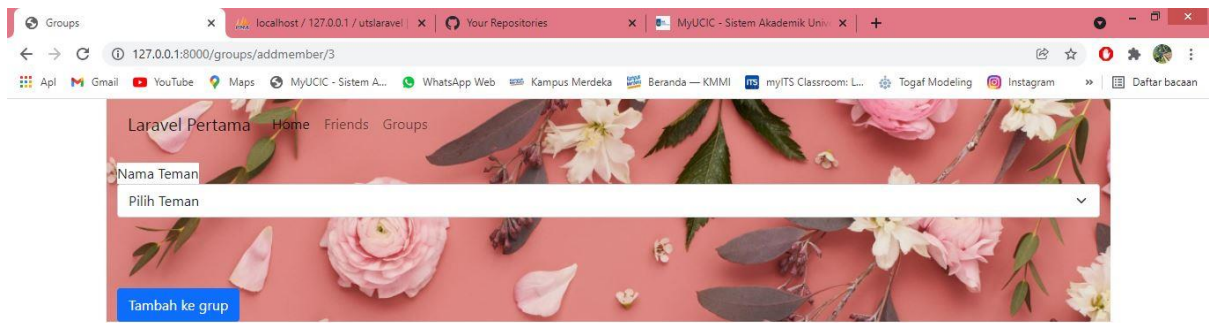 Groups
localhost / 127.0.0.1 / utslaravel |
Your Repositories
MyUCIC - Sistem Akademik Unive
127.0.0.1:8000/groups/addmember/3
Apl Gmail YouTube Maps MyUCIC - Sistem A... WhatsApp Web Kampus Merdeka Beranda — KMMI ITS myITS Classroom: L... Togaf Modeling Instagram » Daftar bacaan
Laravel Pertama Home Friends Groups
Nama Teman
Pilih Teman
Tambah ke grup